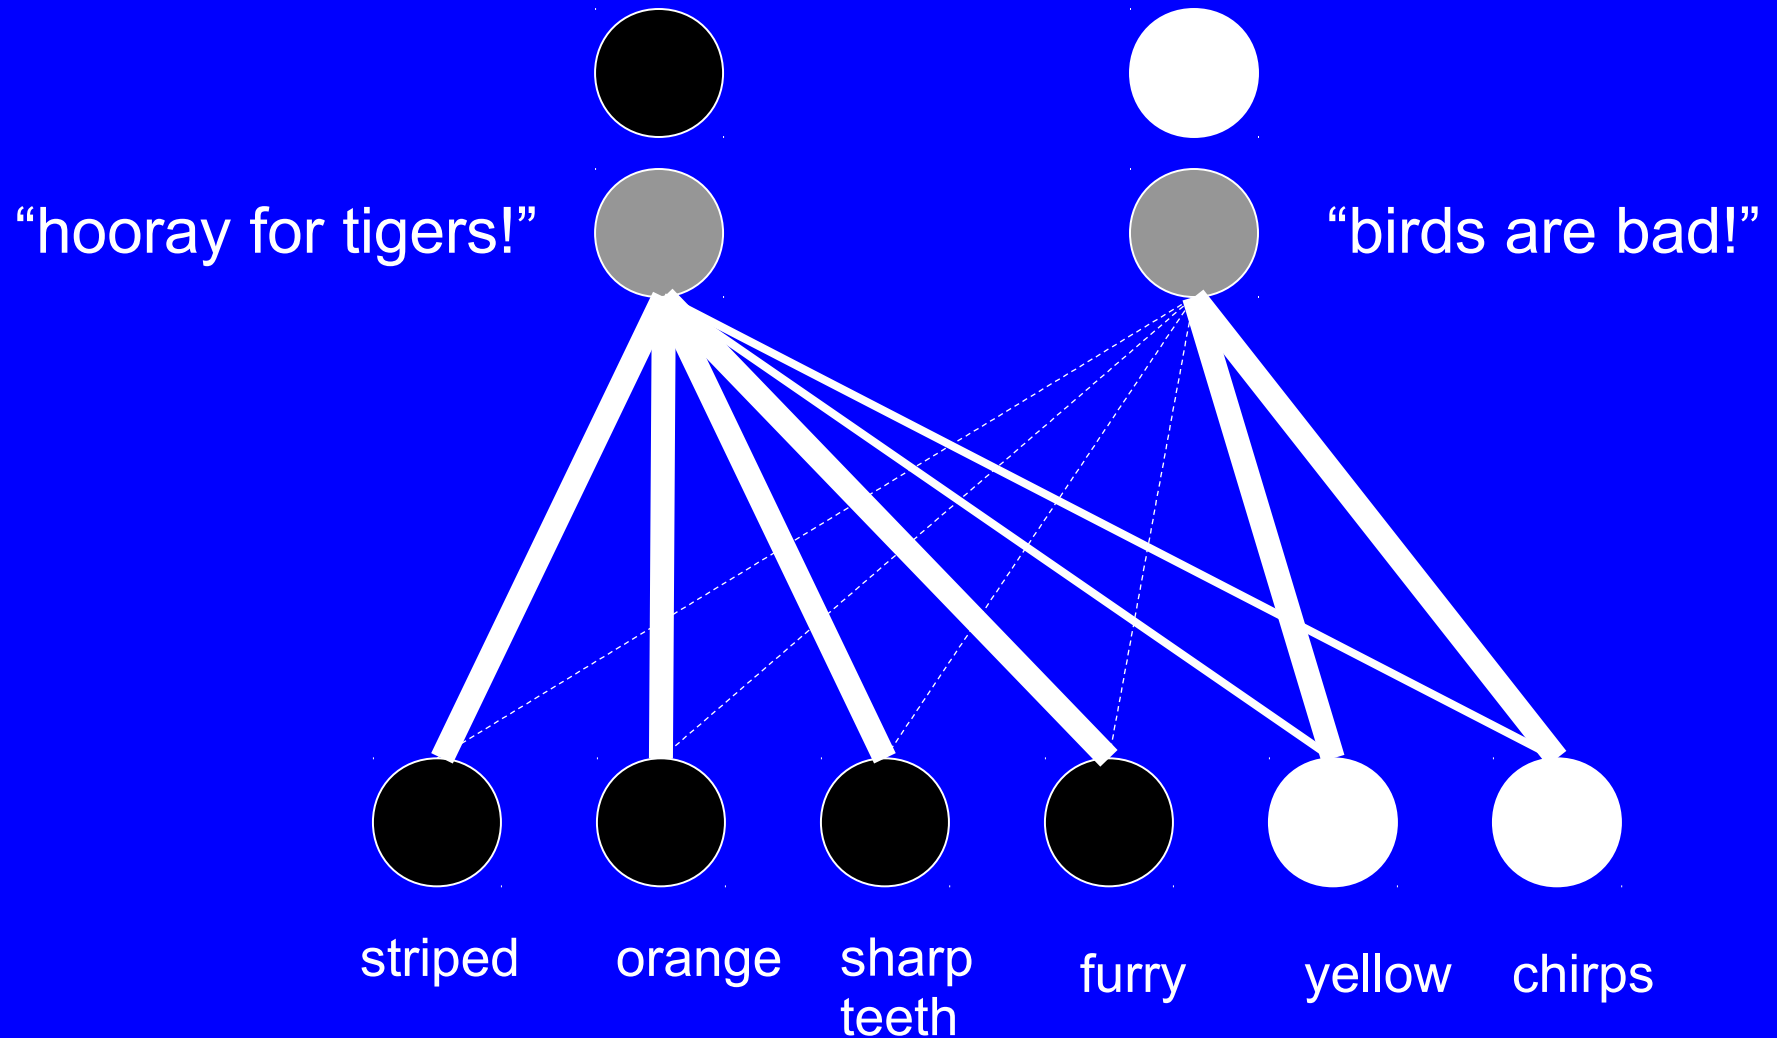 “hooray for tigers!”
“birds are bad!”
striped
orange
sharp
teeth
furry
yellow
chirps